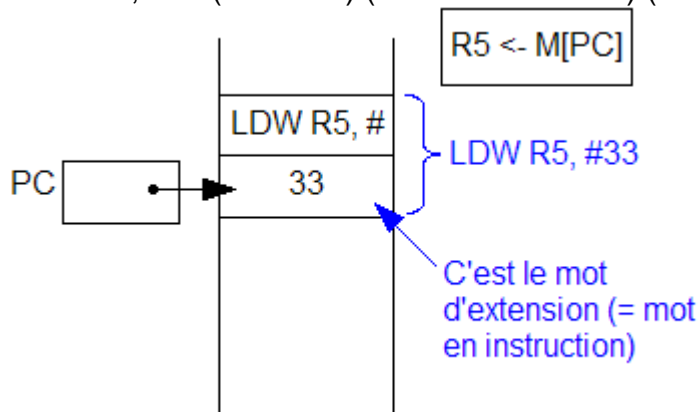 R5 <- M[PC]
LDW R5, #
LDW R5, #33
PC
33
C'est le mot
d'extension (= mot
en instruction)